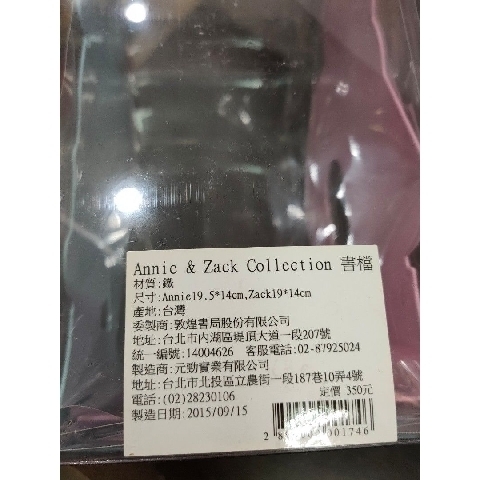 Annie & Zack Collection 書檔
材質:鐵
尺寸:Annie19.5*14cm,Zack19*14cm
產地:台灣
委製商:敦煌書局股份有限公司
地址:台北市內湖區堤頂大道一段207號
統一編號:14004626 客服電話:02-87925024
製造商:元勁實業有限公司
地址:台北市北投區立農街一段187巷10弄4號
電話:(02)28230106 定價 350元
製造日期:2015/09/15